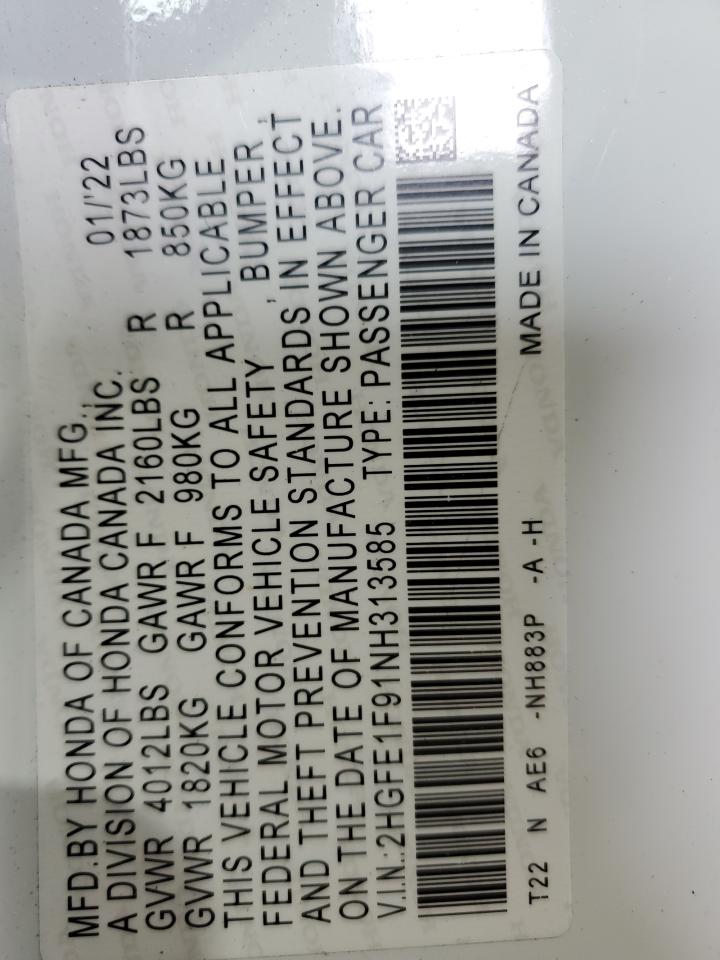 MFD.BY HONDA OF CANADA MFG., 01/'22
A DIVISION OF HONDA CANADA INC.
GVWR 4012LBS GAWR F 2160LBS R 1873LBS
GVWR 1820KG GAWR F 980KG R 850KG
THIS VEHICLE CONFORMS TO ALL APPLICABLE
FEDERAL MOTOR VEHICLE SAFETY , BUMPER ,
AND THEFT PREVENTION STANDARDS IN EFFECT
ON THE DATE OF MANUFACTURE SHOWN ABOVE.
V.I.N.:2HGFE1F91NH313585 TYPE: PASSENGER CAR
T22 N AE6 -NH883P -A -H MADE IN CANADA